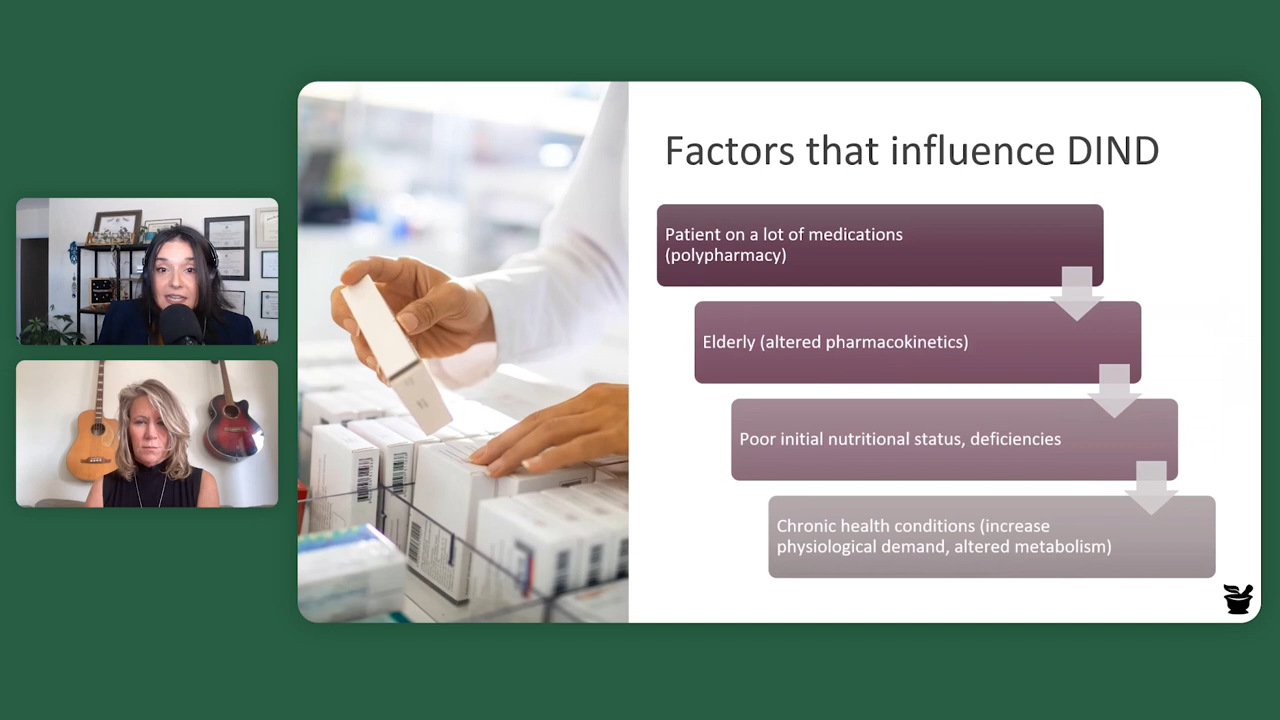 Factors that influence DIND
Patient on a lot of medications
(polypharmacy)
Elderly (altered pharmacokinetics)
Poor initial nutritional status, deficiencies
Chronic health conditions (increase
physiological demand, altered metabolism)